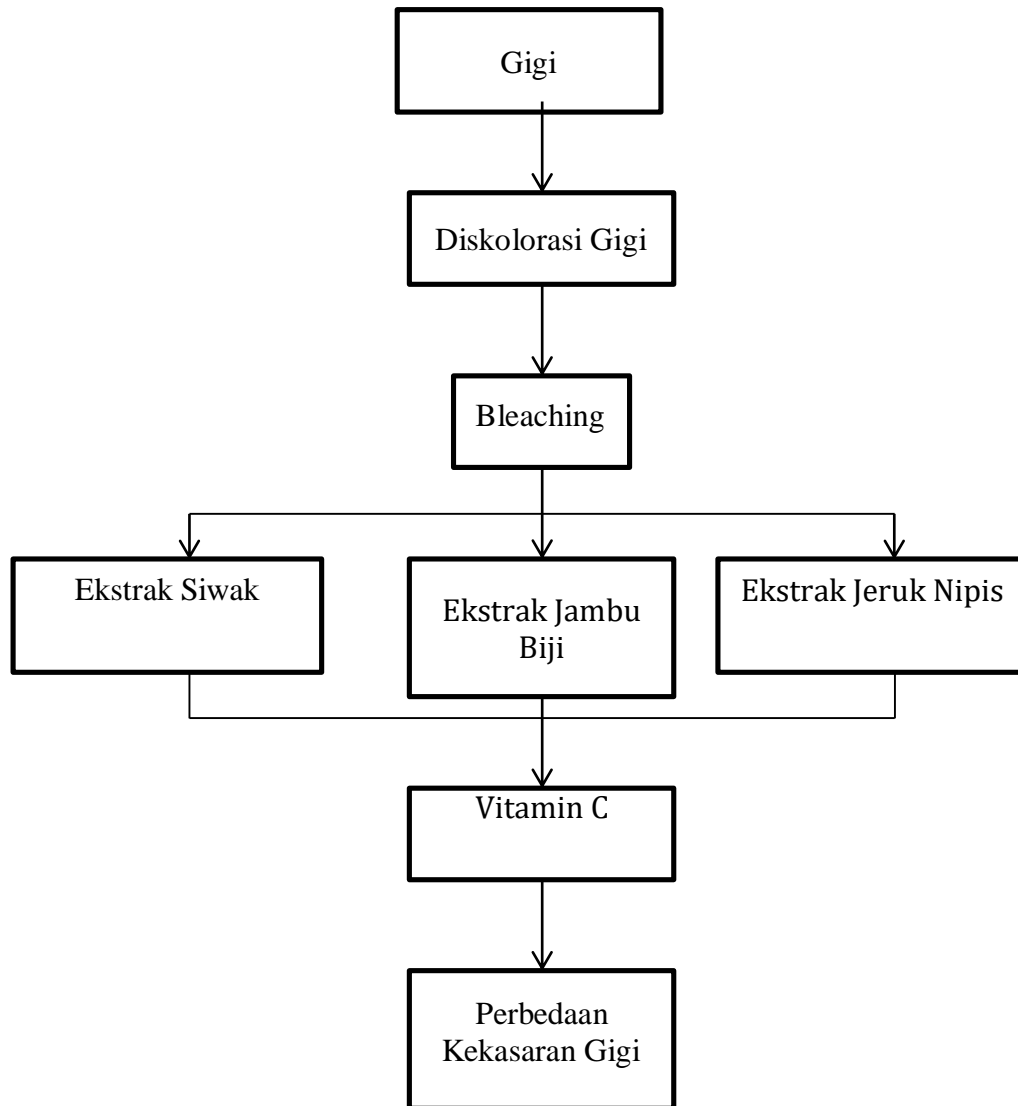 Gigi
Diskolorasi Gigi
Bleaching
Ekstrak Siwak
Ekstrak Jambu
Biji
Ekstrak Jeruk Nipis
Vitamin C
Perbedaan
Kekasaran Gigi